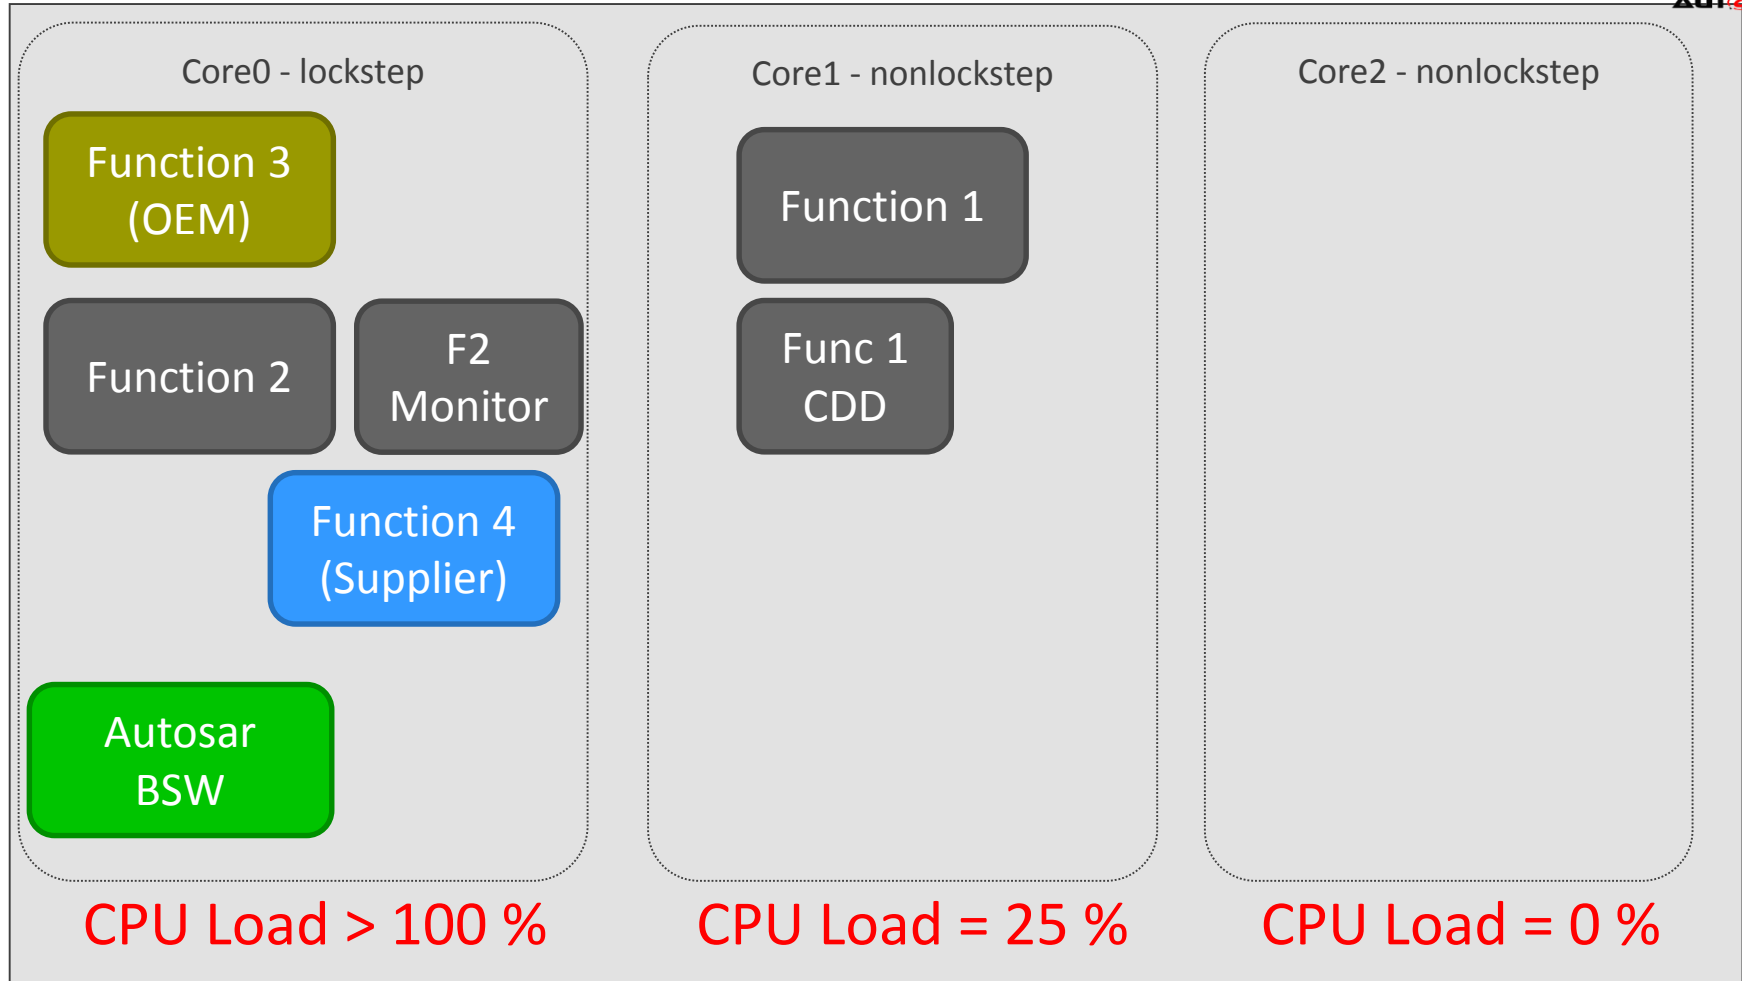 Core0 - lockstep
Function 3
(OEM)
Function 2
F2
Monitor
Function 4
(Supplier)
Autosar
BSW
CPU Load > 100 %
Core1 - nonlockstep
Function 1
Func 1
CDD
CPU Load = 25 %
Core2 - nonlockstep
CPU Load = 0 %